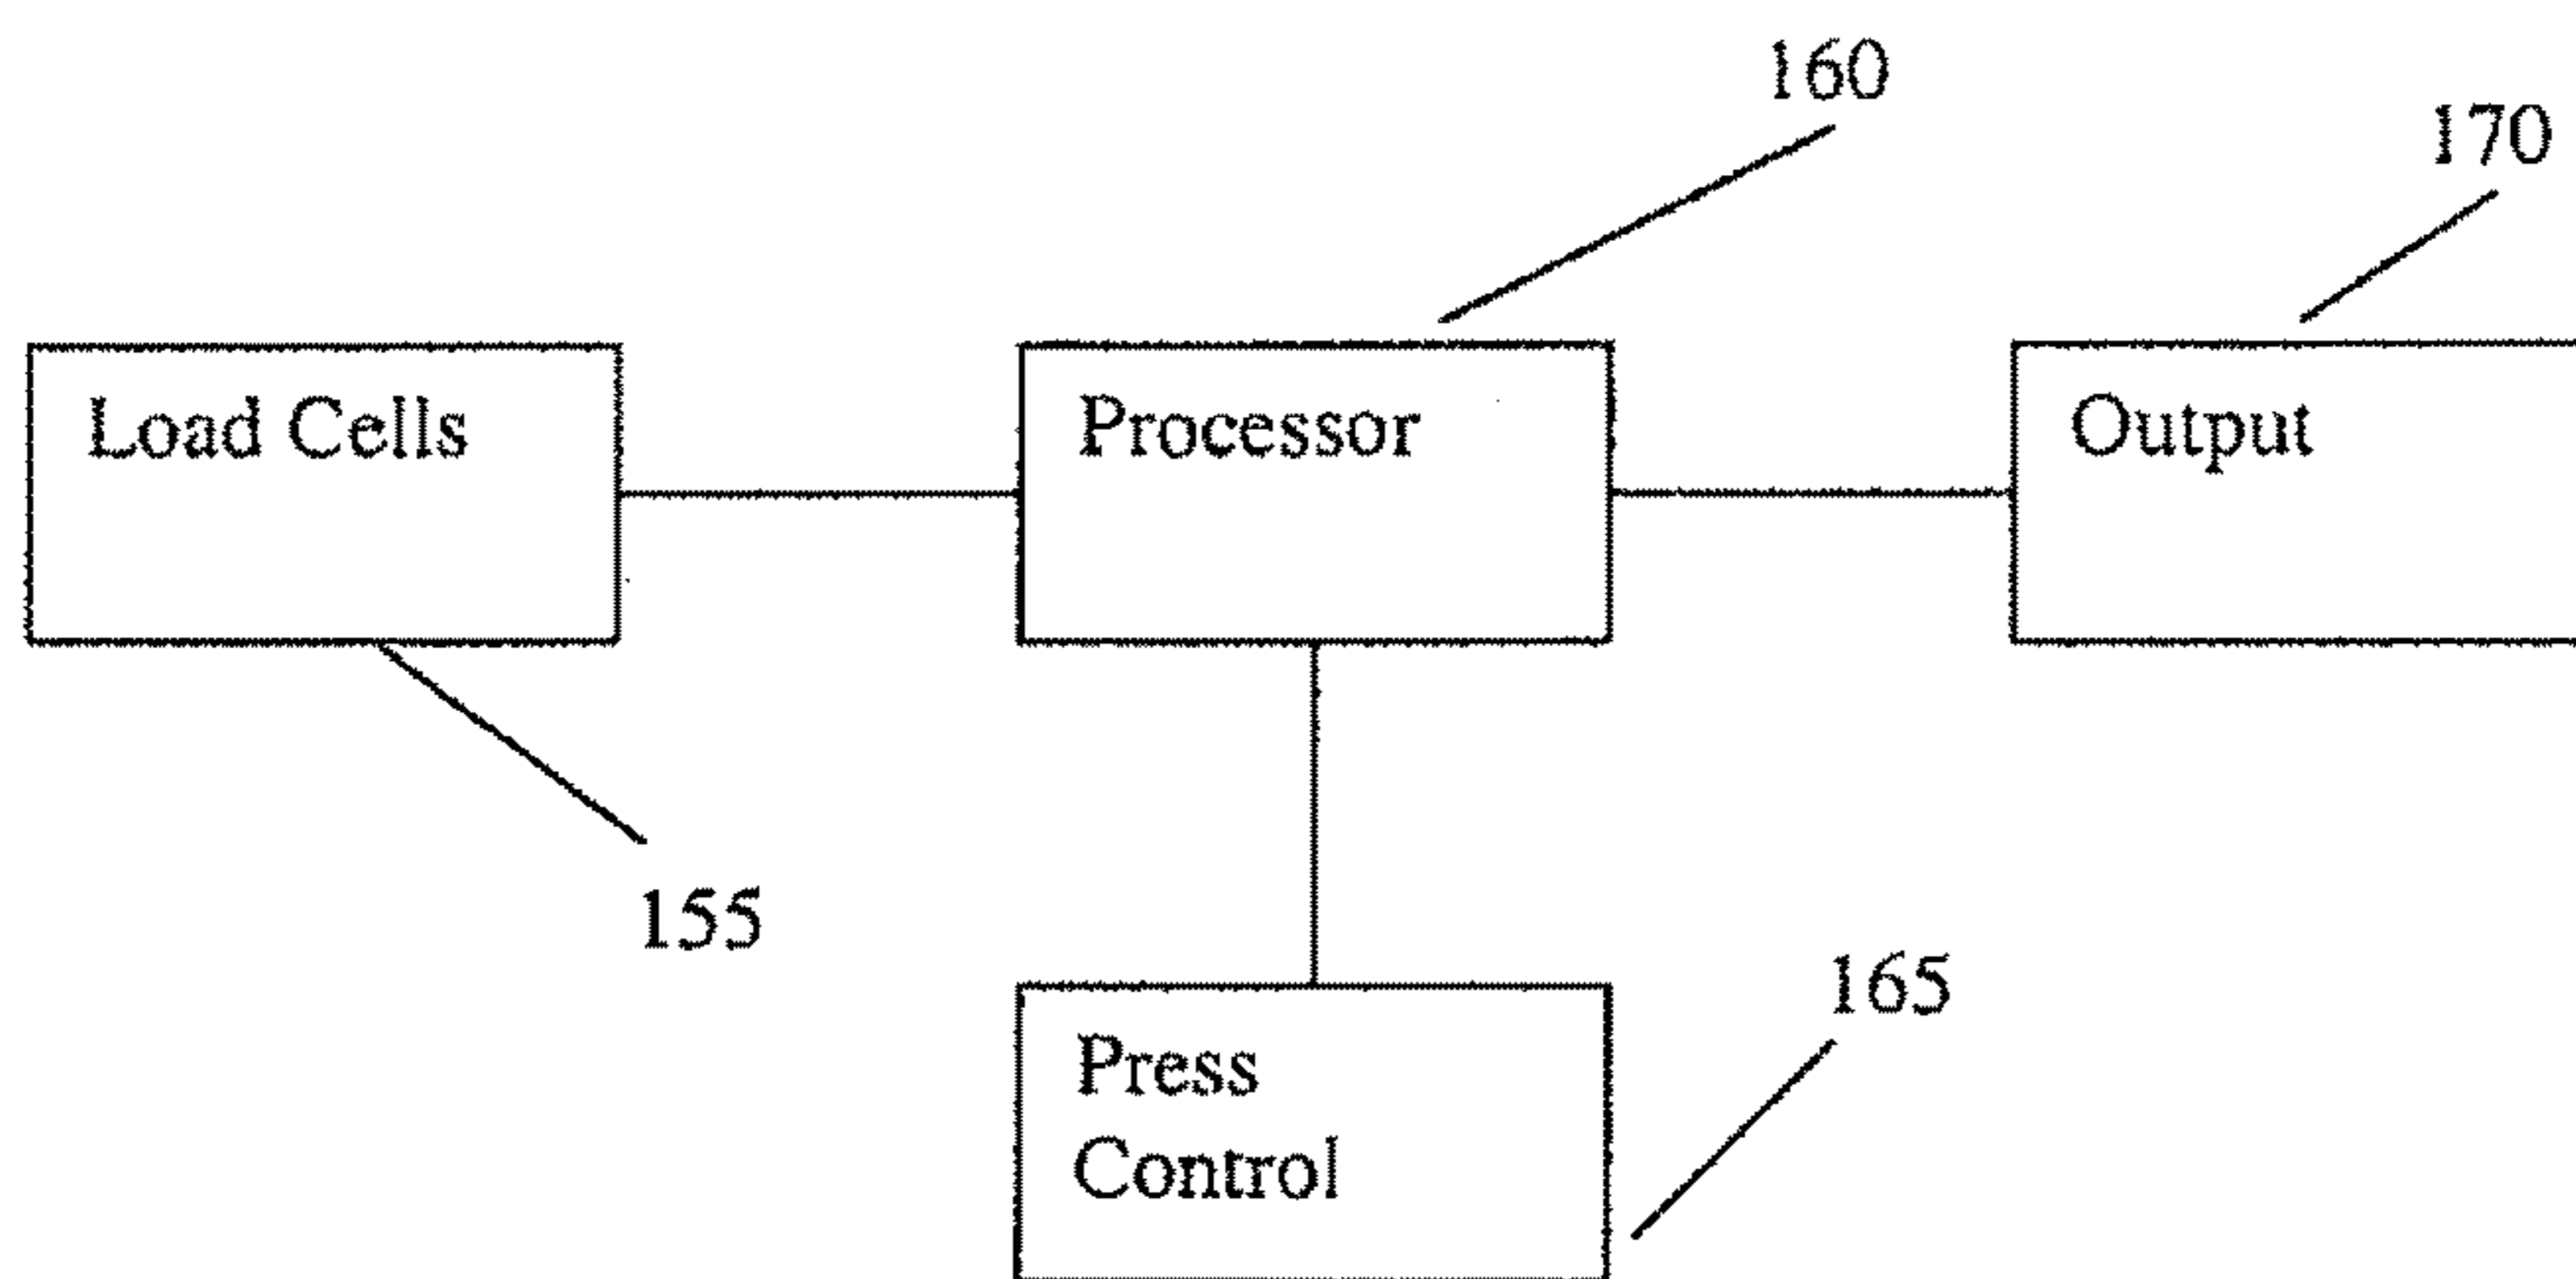 160
170
Load Cells
Processor
Output
155
165
Press
Control